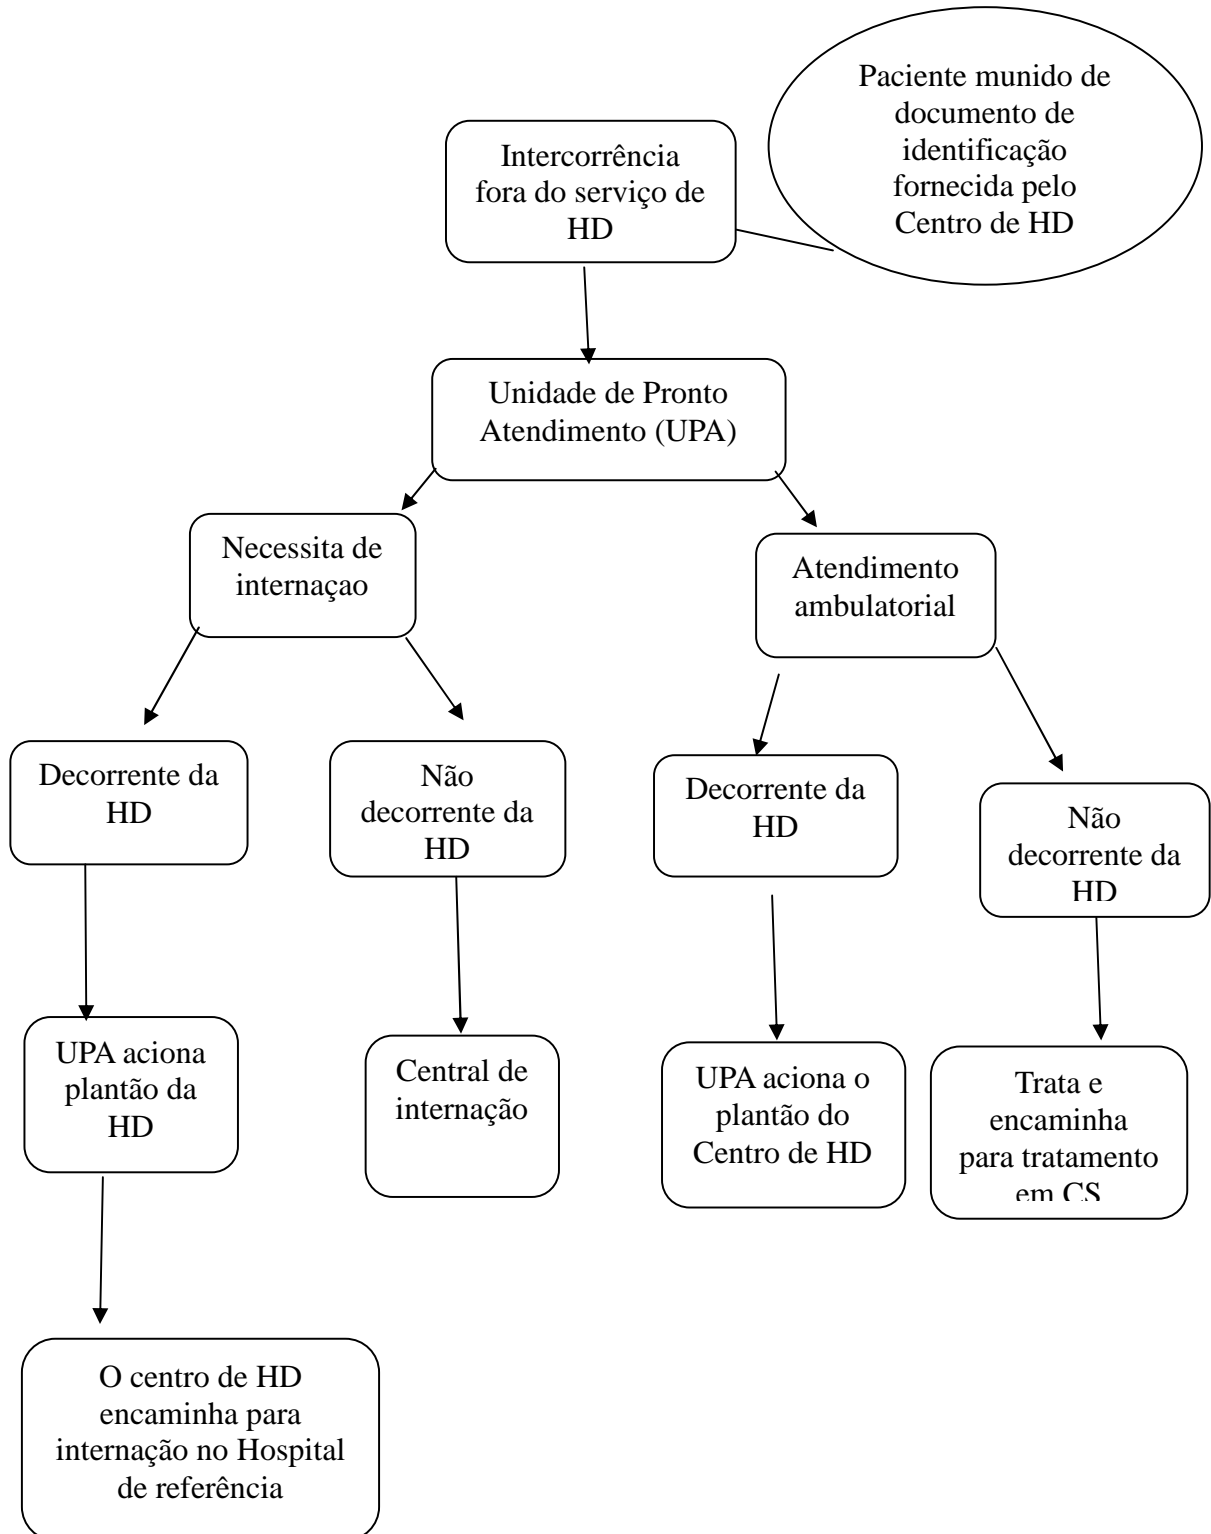 Paciente munido de
documento de
identificação
fornecida pelo
Centro de HD
Intercorrência
fora do serviço de
HD
Unidade de Pronto
Atendimento (UPA)
Necessita de
internaçao
Atendimento
ambulatorial
Decorrente da
HD
Não
decorrente da
HD
Decorrente da
HD
Não
decorrente da
HD
UPA aciona
plantão da
HD
Central de
internação
UPA aciona o
plantão do
Centro de HD
Trata e
encaminha
para tratamento
em CS
O centro de HD
encaminha para
internação no Hospital
de referência